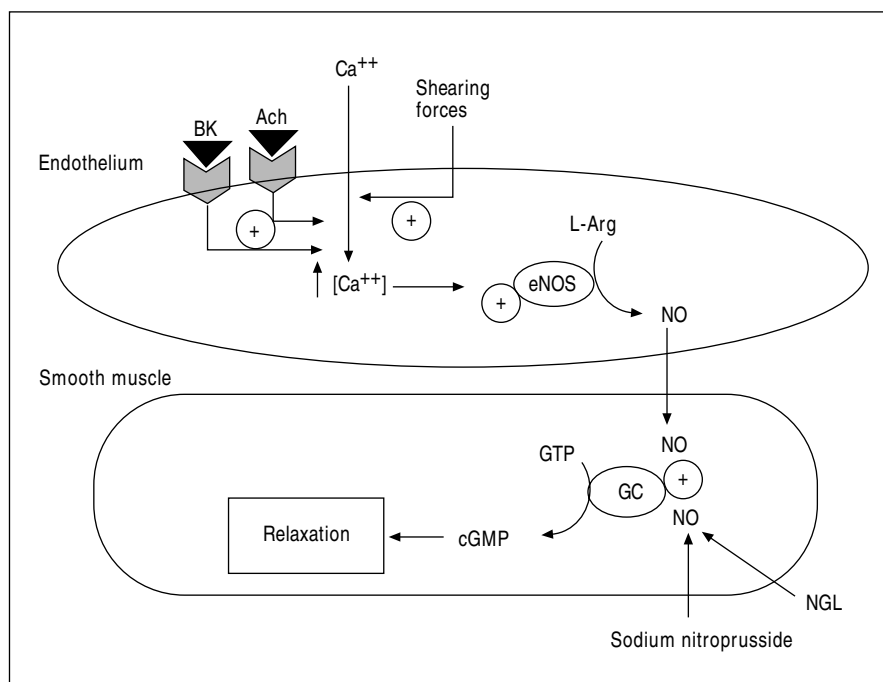 Ca++
Shearing
forces
BK
Ach
Endothelium
+
+
L-Arg
[Ca++]
+
eNOS
NO
Smooth muscle
NO
GTP
+
GC
NO
Relaxation
cGMP
NGL
Sodium nitroprusside